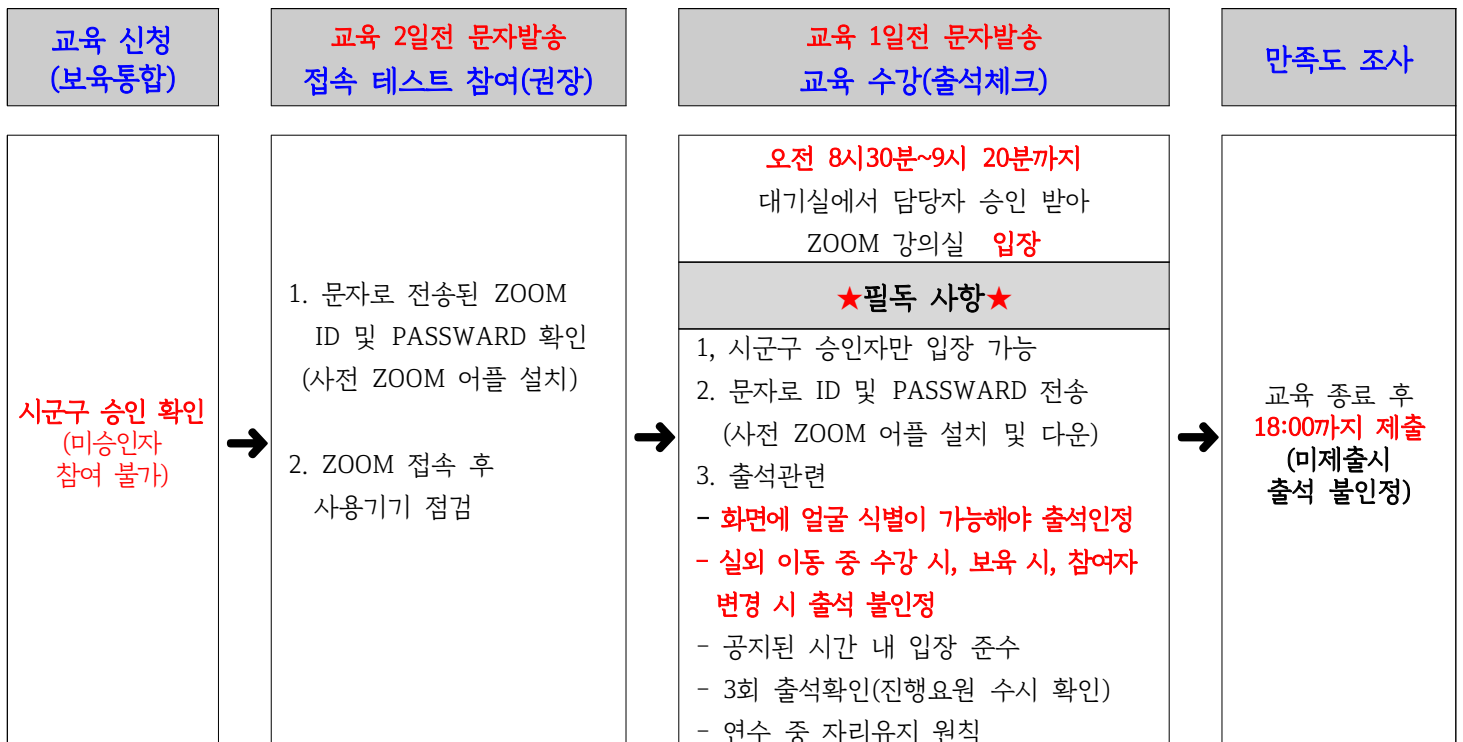 교육 신청
(보육통합)
교육 2일전 문자발송
접속 테스트 참여(권장)
교육 1일전 문자발송
교육 수강(출석체크)
만족도 조사
시군구 승인 확인
(미승인자
참여 불가)
1. 문자로 전송된 ZOOM
ID 및 PASSWARD 확인
(사전 ZOOM 어플 설치)
2. ZOOM 접속 후
사용기기 점검
오전 8시30분~9시 20분까지
대기실에서 담당자 승인 받아
ZOOM 강의실 입장
★필독 사항★
1, 시군구 승인자만 입장 가능
2. 문자로 ID 및 PASSWARD 전송
(사전 ZOOM 어플 설치 및 다운)
3. 출석관련
- 화면에 얼굴 식별이 가능해야 출석인정
- 실외 이동 중 수강 시, 보육 시, 참여자
변경 시 출석 불인정
- 공지된 시간 내 입장 준수
- 3회 출석확인(진행요원 수시 확인)
- 연수 중 자리유지 원칙
교육 종료 후
18:00까지 제출
(미제출시
출석 불인정)